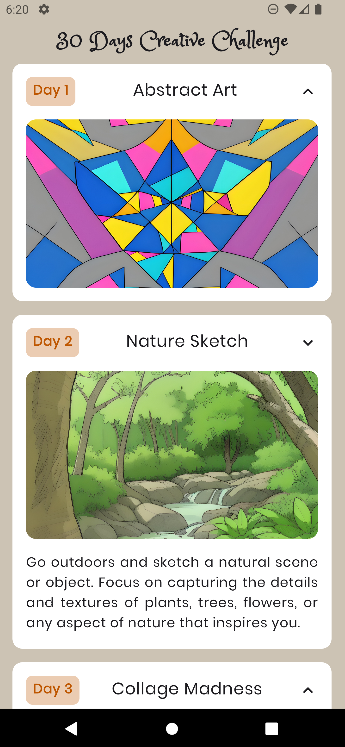 6:20
30 Days Creative Challenge
Day 1
Abstract Art
Day 2
Nature Sketch
Go outdoors and sketch a natural scene
or object. Focus on capturing the details
and textures of plants, trees, flowers, or
any aspect of nature that inspires you.
Day 3
Collage Madness